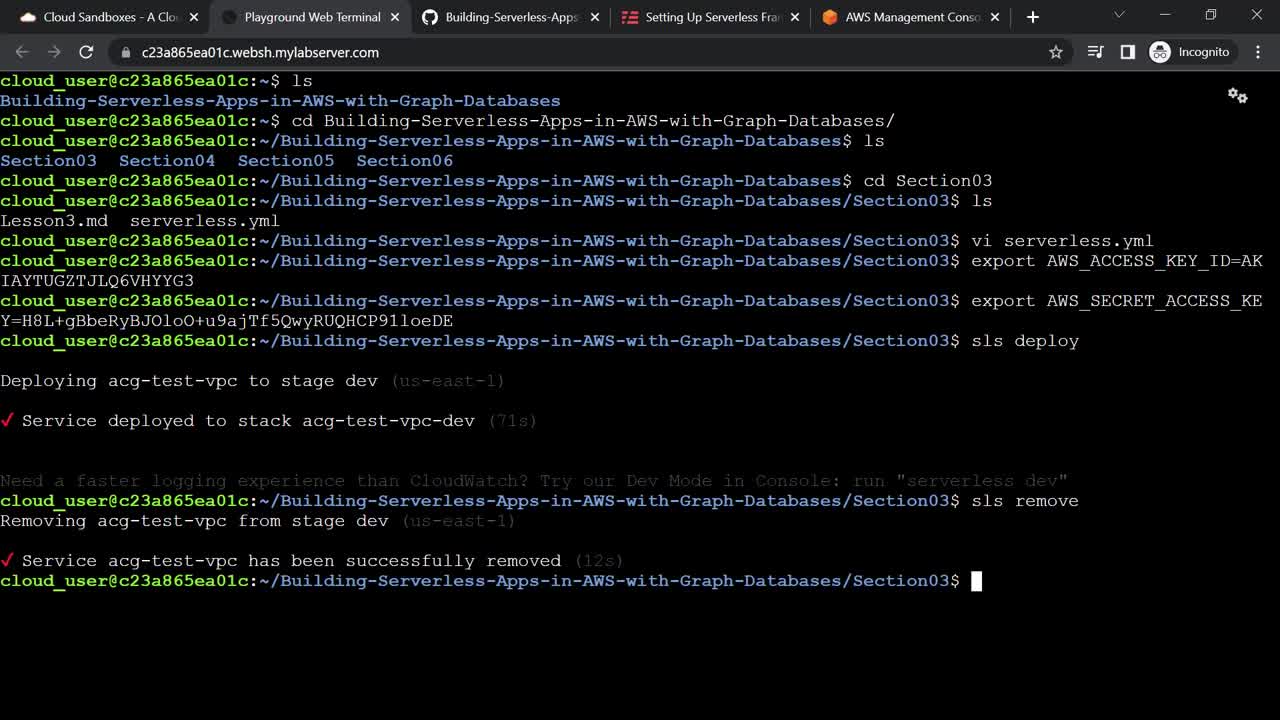 Cloud Sandboxes - A Clou
Playground Web Terminal
Building-Serverless-Apps
Setting Up Serverless Fra
AWS Management Conso
c23a865ea01c.websh.mylabserver.com
Incognito
cloud_user@c23a865ea01c:~$ ls
Building-Serverless-Apps-in-AWS-with-Graph-Databases
cloud_user@c23a865ea01c:~$ cd Building-Serverless-Apps-in-AWS-with-Graph-Databases/
cloud_user@c23a865ea01c:~/Building-Serverless-Apps-in-AWS-with-Graph-Databases$ ls
Section03 Section04 Section05 Section06
cloud_user@c23a865ea01c:~/Building-Serverless-Apps-in-AWS-with-Graph-Databases$ cd Section03
cloud_user@c23a865ea01c:~/Building-Serverless-Apps-in-AWS-with-Graph-Databases/Section03$ ls
Lesson3.md serverless.yml
cloud_user@c23a865ea01c:~/Building-Serverless-Apps-in-AWS-with-Graph-Databases/Section03$ vi serverless.yml
cloud_user@c23a865ea01c:~/Building-Serverless-Apps-in-AWS-with-Graph-Databases/Section03$ export AWS_ACCESS_KEY_ID=AK
IAYTUGZTJLQ6VHYYG3
cloud_user@c23a865ea01c:~/Building-Serverless-Apps-in-AWS-with-Graph-Databases/Section03$ export AWS_SECRET_ACCESS_KE
Y=H8L+gBbeRyBJOloO+u9ajTf5QwyRUQHCP91loeDE
cloud_user@c23a865ea01c:~/Building-Serverless-Apps-in-AWS-with-Graph-Databases/Section03$ sls deploy
Deploying acg-test-vpc to stage dev (us-east-1)
✓ Service deployed to stack acg-test-vpc-dev (71s)
Need a faster logging experience than CloudWatch? Try our Dev Mode in Console: run "serverless dev"
cloud_user@c23a865ea01c:~/Building-Serverless-Apps-in-AWS-with-Graph-Databases/Section03$ sls remove
Removing acg-test-vpc from stage dev (us-east-1)
✓ Service acg-test-vpc has been successfully removed (12s)
cloud_user@c23a865ea01c:~/Building-Serverless-Apps-in-AWS-with-Graph-Databases/Section03$